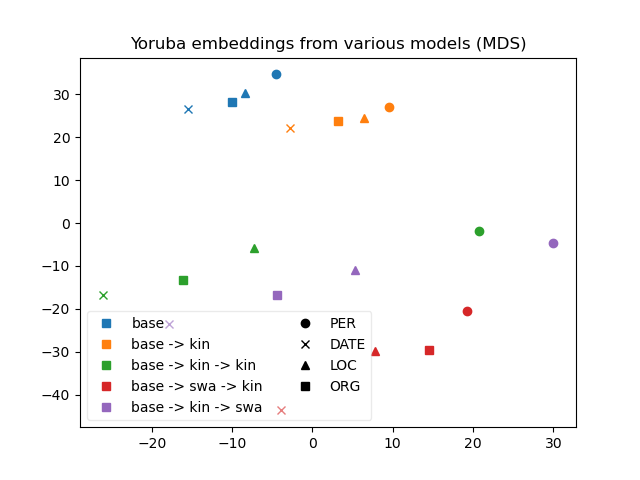 Yoruba embeddings from various models (MDS)
30
20
10
0
−10
−20
−30
−40
base
base -> kin
base -> kin -> kin
base -> swa -> kin
base -> kin -> swa
PER
DATE
LOC
ORG
−20 −10 0 10 20 30